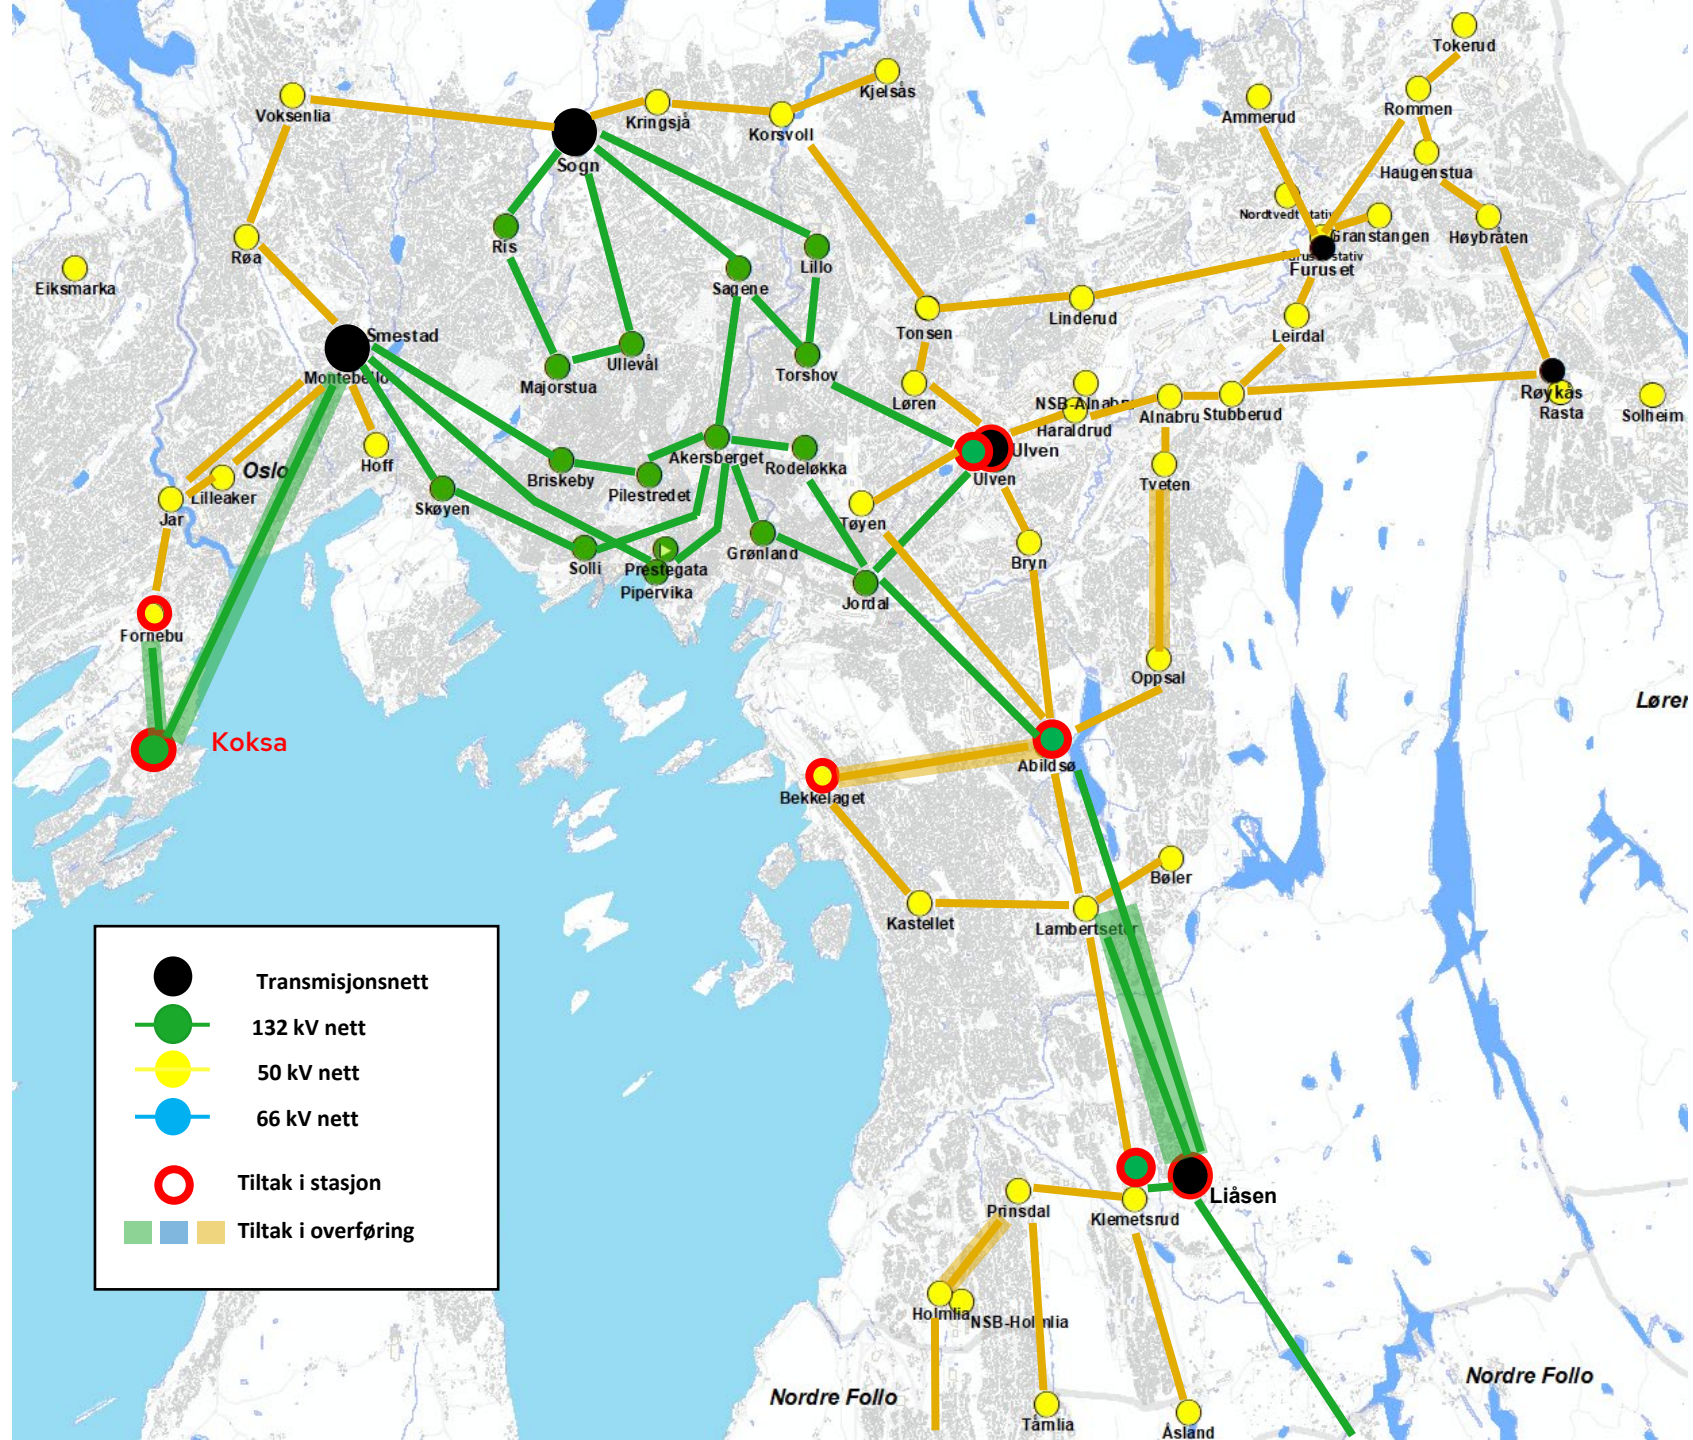 Tokerud
Kjelsås
Rommen
Voksenlia
Kringsjå
Korsvoll
Ammerud
Sogn
Haugenstua
Nordtvedt stativ
Ris
Røa
Lillo
Granstangen
Høybråten
Eiksmarka
Sagene
Furuset
Linderud
Smestad
Tonsen
Leirdal
Montebello
Ullevål
Torshov
Majorstua
Løren
NSB-Alnabru
Alnabru
Stubberud
Røykås
Rasta
Solheim
Haraldrud
Ulven
Hoff
Oslo
Akersberget
Rodeløkka
Ulven
Briskeby
Tveten
Lilleaker
Pilestredet
Skøyen
Jar
Tøyen
Grønland
Bryn
Solli
Prestegata
Pipervika
Jordal
Fornebu
Oppsal
Løren
Koksa
Abildsø
Bekkelaget
Bøler
Kastellet
Lambertseter
Transmisjonsnett
132 kV nett
50 kV nett
66 kV nett
Tiltak i stasjon
Tiltak i overføring
Liåsen
Prinsdal
Klemetsrud
Holmlia
NSB-Holmlia
Nordre Follo
Nordre Follo
Tårnlia
Åsland